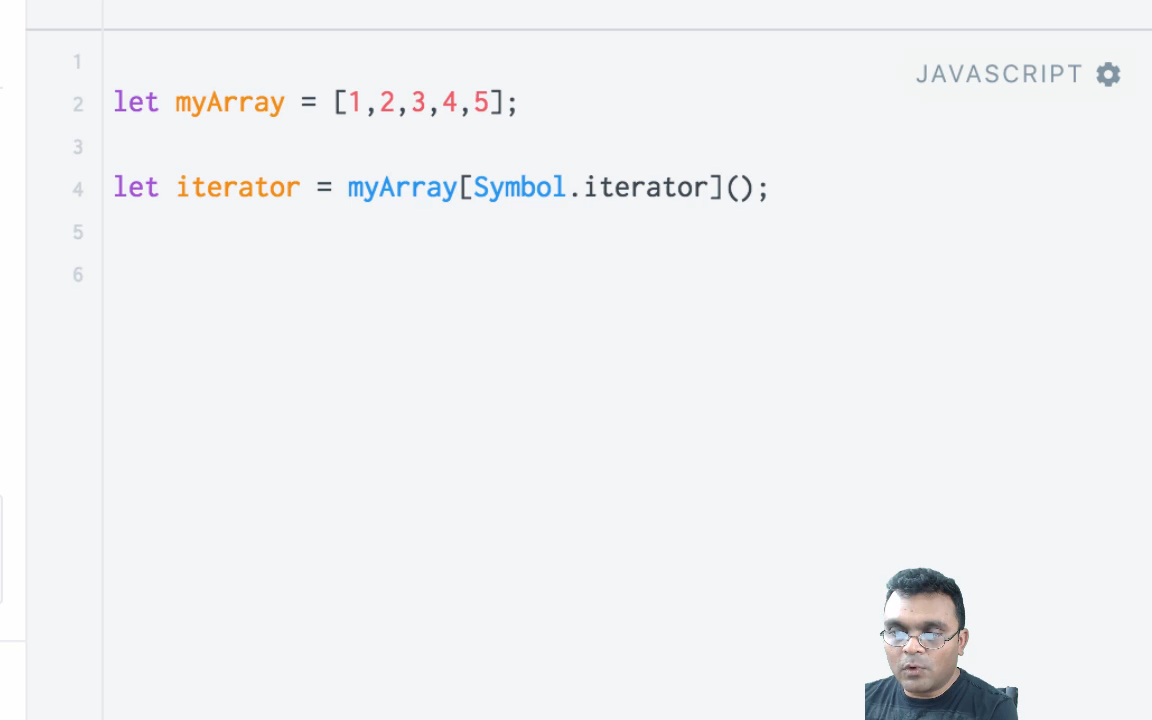 JAVASCRIPT
1
2 let myArray = [1,2,3,4,5];
3
4 let iterator = myArray[Symbol.iterator]();
5
6